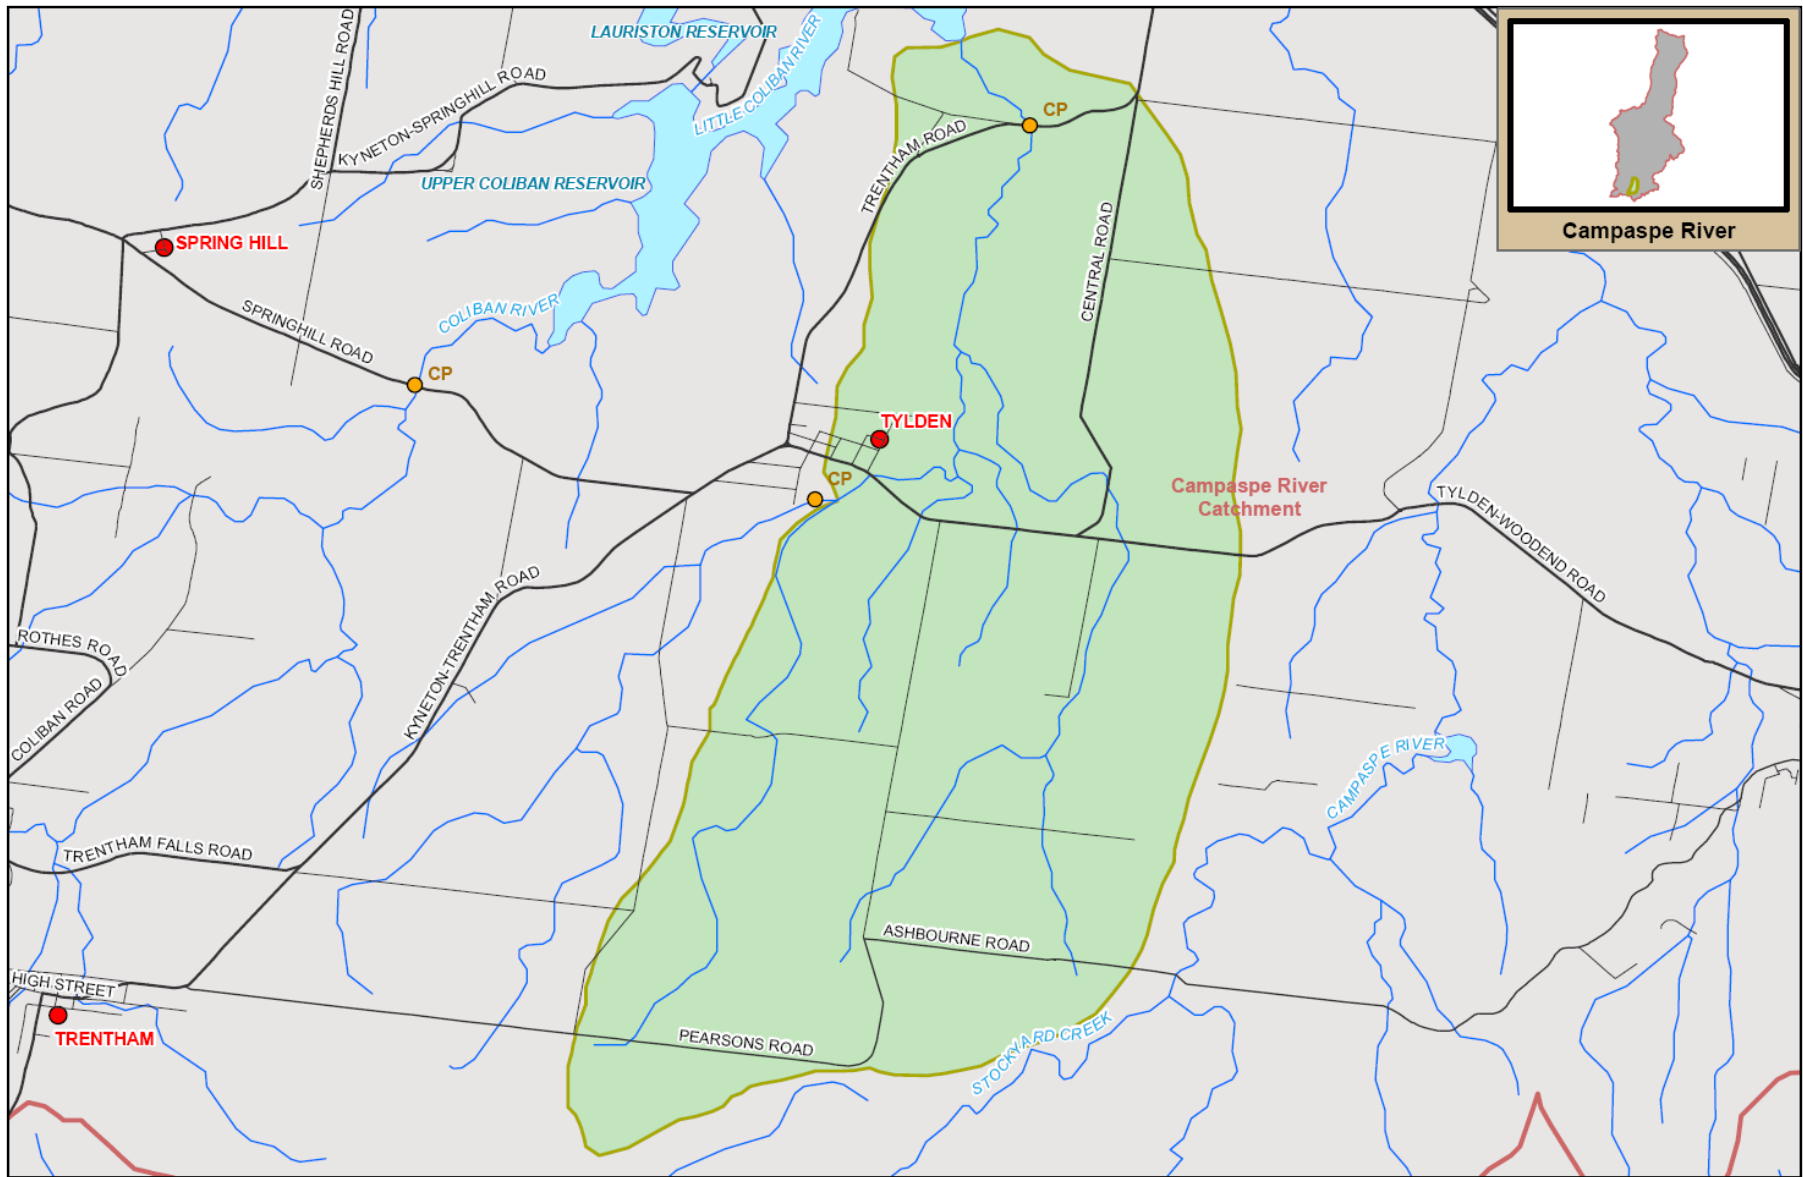 LAURISTON RESERVOIR
LITTLE COLIBAN RIVER
SHEPHERDS HILL ROAD
KYNETON-SPRINGHILL ROAD
CP
TRENTHAM ROAD
UPPER COLIBAN RESERVOIR
Campaspe River
SPRING HILL
CENTRAL ROAD
COLIBAN RIVER
SPRINGHILL ROAD
CP
TYLDEN
CP
Campaspe River
Catchment
TYLDEN-WOODEND ROAD
KYNETON-TRENTHAM ROAD
ROTHES ROAD
COLIBAN ROAD
CAMPASPE RIVER
TRENTHAM FALLS ROAD
ASHBOURNE ROAD
HIGH STREET
TRENTHAM
PEARSONS ROAD
STOCKYARD CREEK